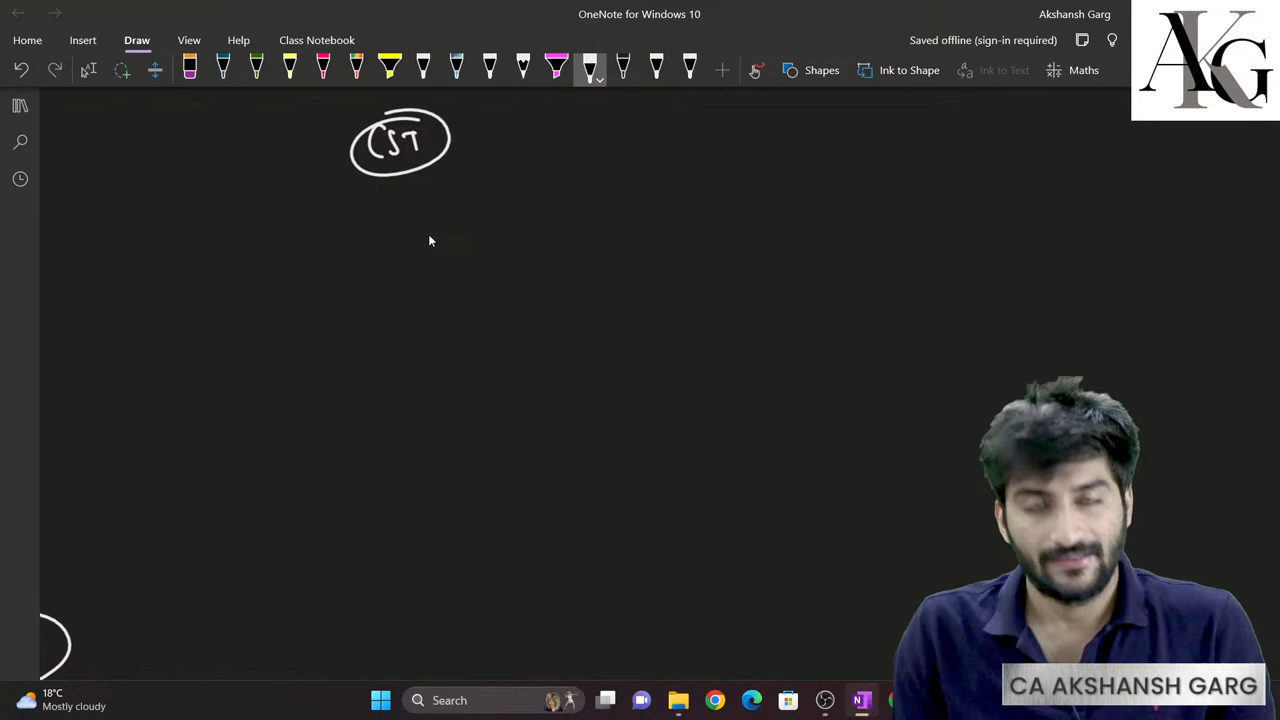 OneNote for Windows 10
Akshansh Garg
Home Insert Draw View Help Class Notebook
Saved offline (sign-in required)
Shapes Ink to Shape Ink to Text Maths
AKG
CST
CA AKSHANSH GARG
18°C
Mostly cloudy
Search